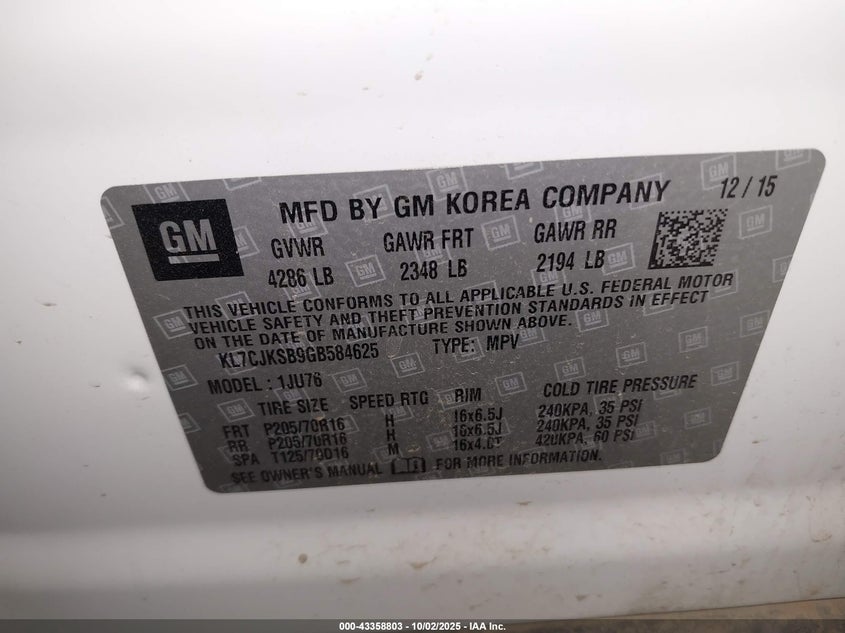 GM
MFD BY GM KOREA COMPANY 12/15
GVWR GAWR FRT GAWR RR
4286 LB 2348 LB 2194 LB
THIS VEHICLE CONFORMS TO ALL APPLICABLE U.S. FEDERAL MOTOR
VEHICLE SAFETY AND THEFT PREVENTION STANDARDS IN EFFECT
ON THE DATE OF MANUFACTURE SHOWN ABOVE.
KL7CJKSB9GB584625 TYPE: MPV
MODEL: 1JU76
TIRE SIZE SPEED RTG RIM COLD TIRE PRESSURE
FRT P205/70R16 H 16x6.5J 240KPA, 35 PSI
RR P205/70R16 H 16x6.5J 240KPA, 35 PSI
SPA T125/70D16 M 16x4.0T 420KPA, 60 PSI
SEE OWNER'S MANUAL FOR MORE INFORMATION.
000-43358803 - 10/02/2025 - IAA Inc.